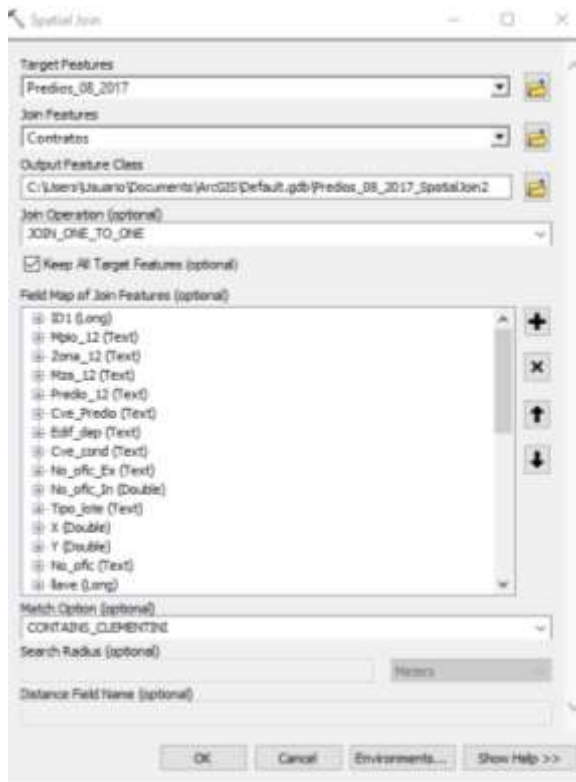 Spatial Join
Target Features
Predios_08_2017
Join Features
Contratos
Output Feature Class
C:\Users\Usuario\Documents\ArcGIS\Default.gdb\Predios_08_2017_SpatialJoin2
Join Operation (optional)
JOIN_ONE_TO_ONE
Keep All Target Features (optional)
Field Map of Join Features (optional)
ID1 (Long)
Mpio_12 (Text)
Zona_12 (Text)
Mza_12 (Text)
Predio_12 (Text)
Cve_Predio (Text)
Edif_dep (Text)
Cve_cond (Text)
No_ofic_Ex (Text)
No_ofic_In (Double)
Tipo_lote (Text)
X (Double)
Y (Double)
No_ofic (Text)
llave (Long)
Match Option (optional)
CONTAINS_CLEMENTINI
Search Radius (optional)
Meters
Distance Field Name (optional)
OK Cancel Environments... Show Help >>